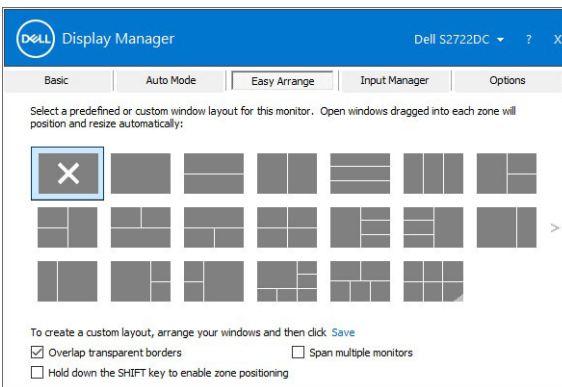 DELL Display Manager
Dell S2722DC ? X
Basic Auto Mode Easy Arrange Input Manager Options
Select a predefined or custom window layout for this monitor. Open windows dragged into each zone will
position and resize automatically:
>
To create a custom layout, arrange your windows and then click Save
Overlap transparent borders Span multiple monitors
Hold down the SHIFT key to enable zone positioning